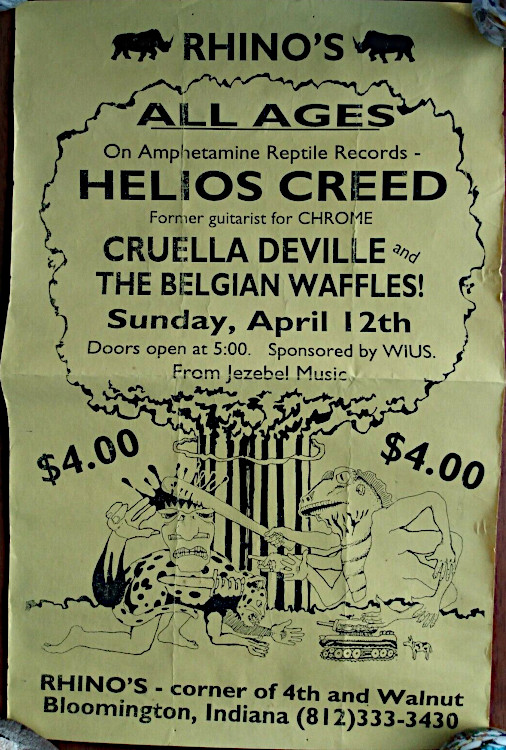 RHINO'S
ALL AGES
On Amphetamine Reptile Records -
HELIOS CREED
Former guitarist for CHROME
CRUELLA DEVILLE and
THE BELGIAN WAFFLES!
Sunday, April 12th
Doors open at 5:00. Sponsored by WiUS.
From Jezebel Music
$4.00
$4.00
RHINO'S - corner of 4th and Walnut
Bloomington, Indiana (812)333-3430